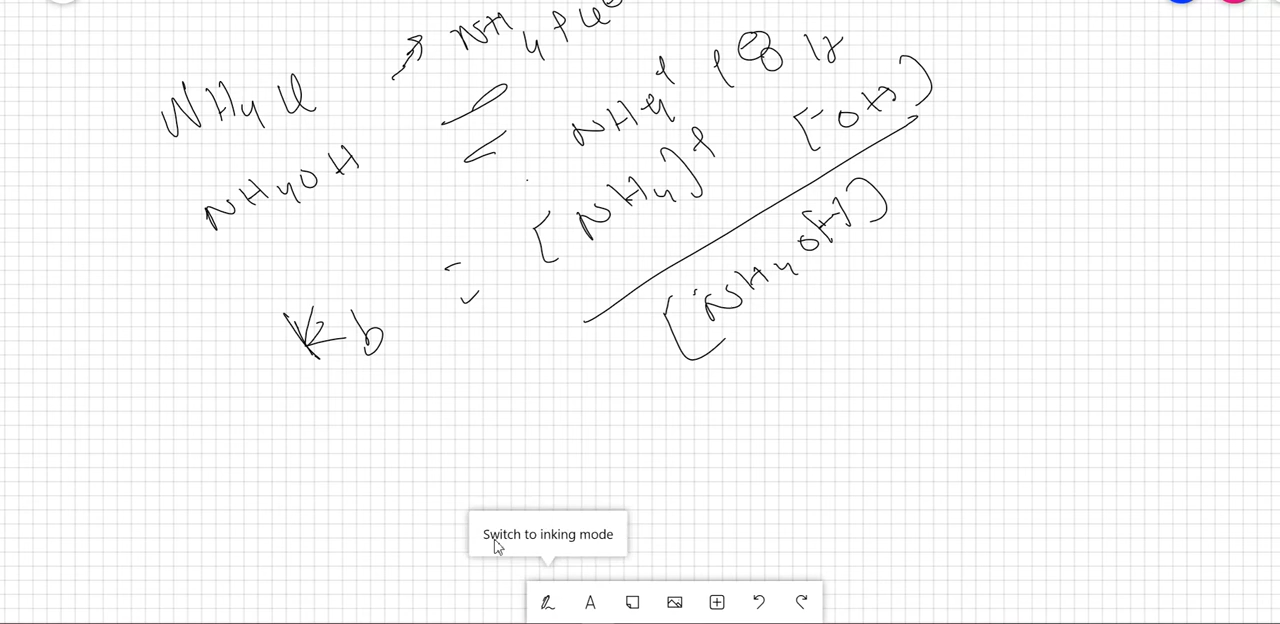 NH4Cl → NH4 + Cl⊖
NH4OH ⇌ NH4+ + ⊖OH
Kb = [NH4]+ [OH]
[NH4OH]
Switch to inking mode
A